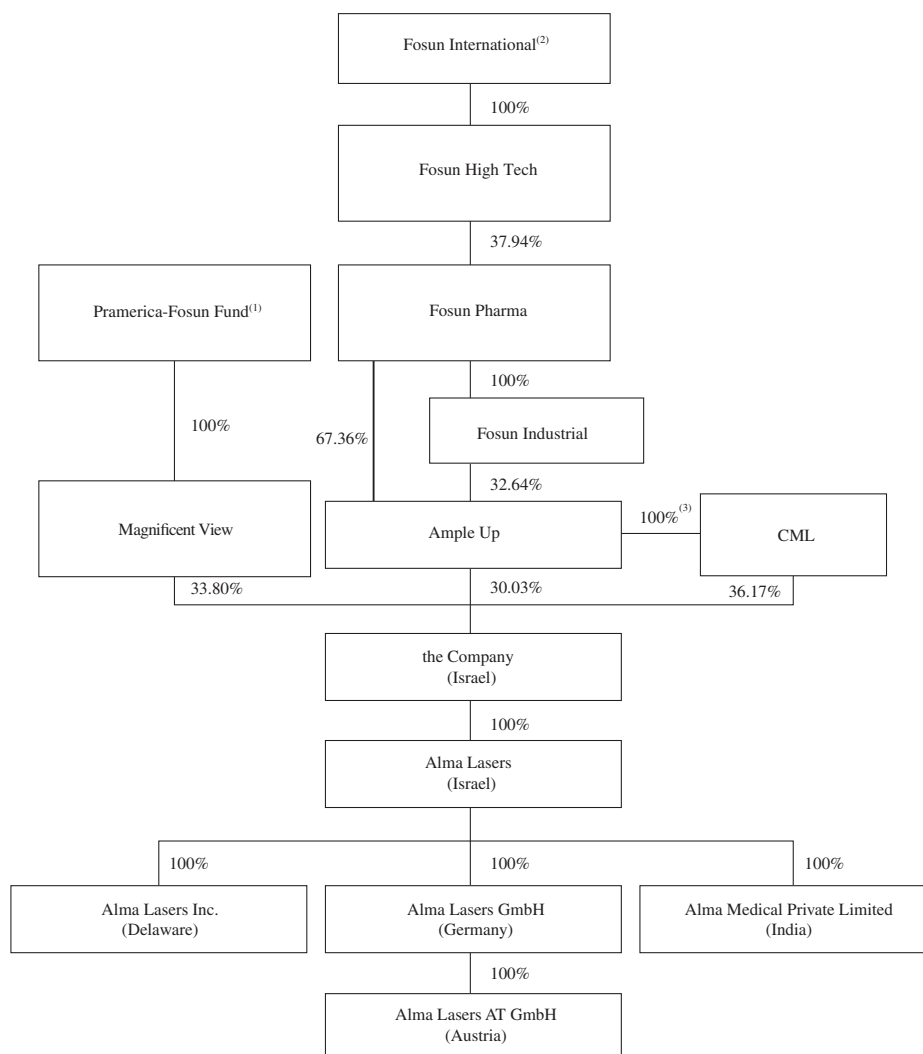 Fosun International(2)
100%
Fosun High Tech
37.94%
Pramerica-Fosun Fund(1)
Fosun Pharma
100%
100%
67.36%
Fosun Industrial
32.64%
Magnificent View
Ample Up
100%(3)
CML
33.80%
30.03%
36.17%
the Company
(Israel)
100%
Alma Lasers
(Israel)
100%
100%
100%
Alma Lasers Inc.
(Delaware)
Alma Lasers GmbH
(Germany)
Alma Medical Private Limited
(India)
100%
Alma Lasers AT GmbH
(Austria)